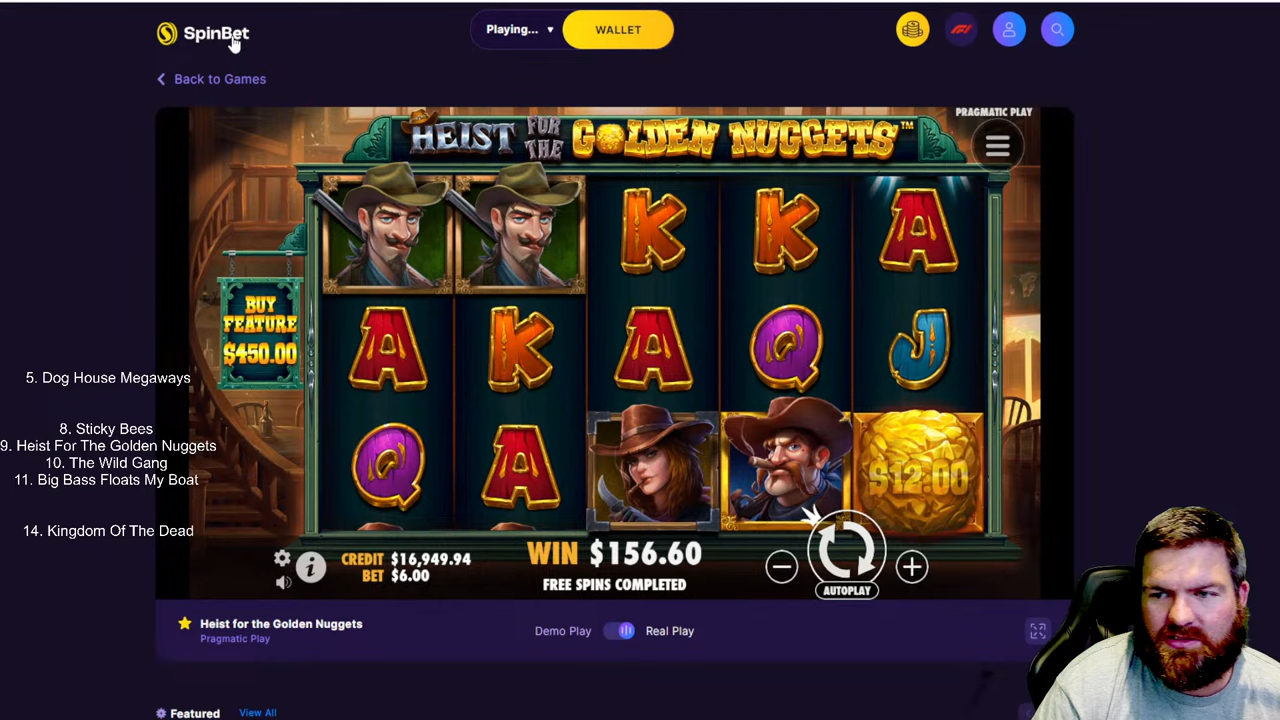 SpinBet
Playing... ▾
WALLET
Back to Games
PRAGMATIC PLAY
HEIST FOR THE GOLDEN NUGGETS™
K K A
BUY
FEATURE
$450.00
A K A Q J
5. Dog House Megaways
8. Sticky Bees
9. Heist For The Golden Nuggets
10. The Wild Gang
11. Big Bass Floats My Boat
14. Kingdom Of The Dead
Q A $12.00
CREDIT $16,949.94
BET $6.00
WIN $156.60
FREE SPINS COMPLETED
AUTOPLAY
Heist for the Golden Nuggets
Pragmatic Play
Demo Play
Real Play
Featured
View All